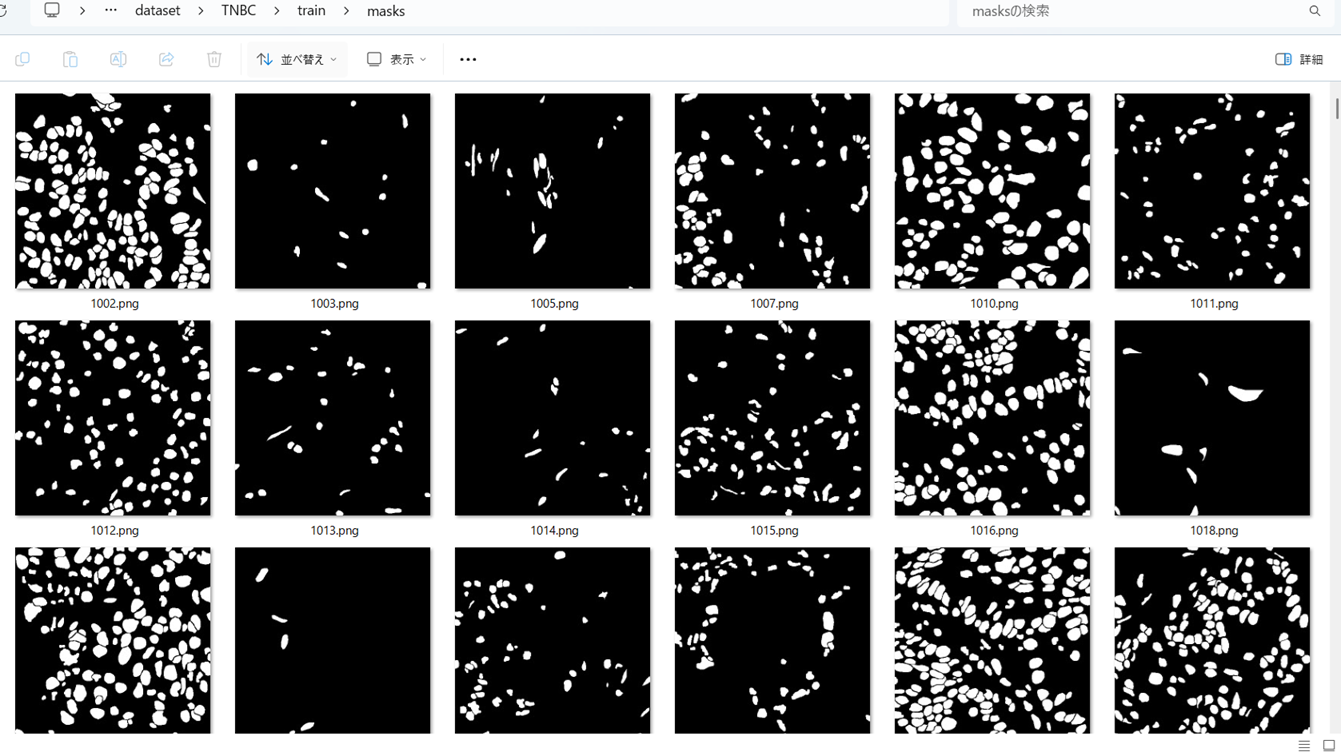 … dataset TNBC train masks masksの検索
並べ替え 表示 … 詳細
1002.png 1003.png 1005.png 1007.png 1010.png 1011.png
1012.png 1013.png 1014.png 1015.png 1016.png 1018.png